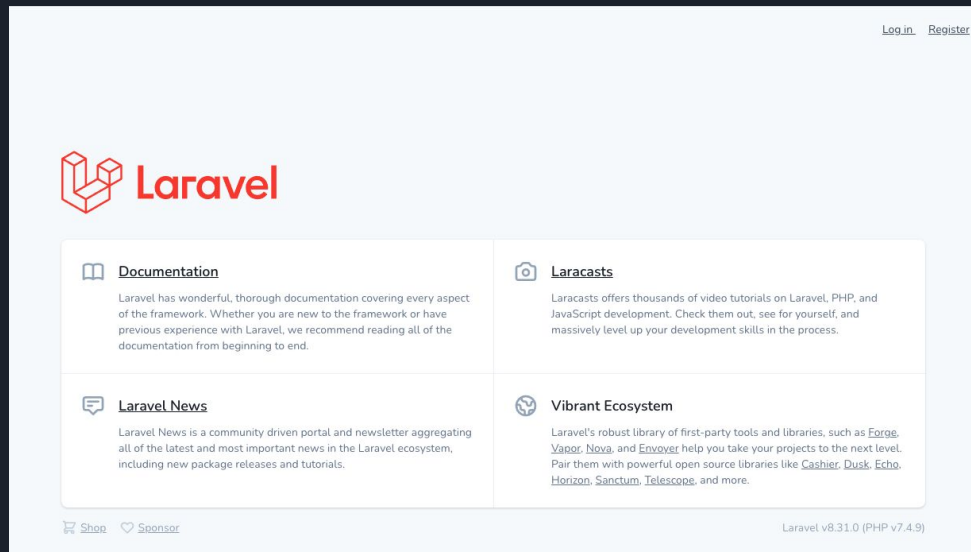 Log in Register
Laravel
Documentation
Laravel has wonderful, thorough documentation covering every aspect
of the framework. Whether you are new to the framework or have
previous experience with Laravel, we recommend reading all of the
documentation from beginning to end.
Laracasts
Laracasts offers thousands of video tutorials on Laravel, PHP, and
JavaScript development. Check them out, see for yourself, and
massively level up your development skills in the process.
Laravel News
Laravel News is a community driven portal and newsletter aggregating
all of the latest and most important news in the Laravel ecosystem,
including new package releases and tutorials.
Vibrant Ecosystem
Laravel's robust library of first-party tools and libraries, such as Forge,
Vapor, Nova, and Envoyer help you take your projects to the next level.
Pair them with powerful open source libraries like Cashier, Dusk, Echo,
Horizon, Sanctum, Telescope, and more.
Shop Sponsor
Laravel v8.31.0 (PHP v7.4.9)